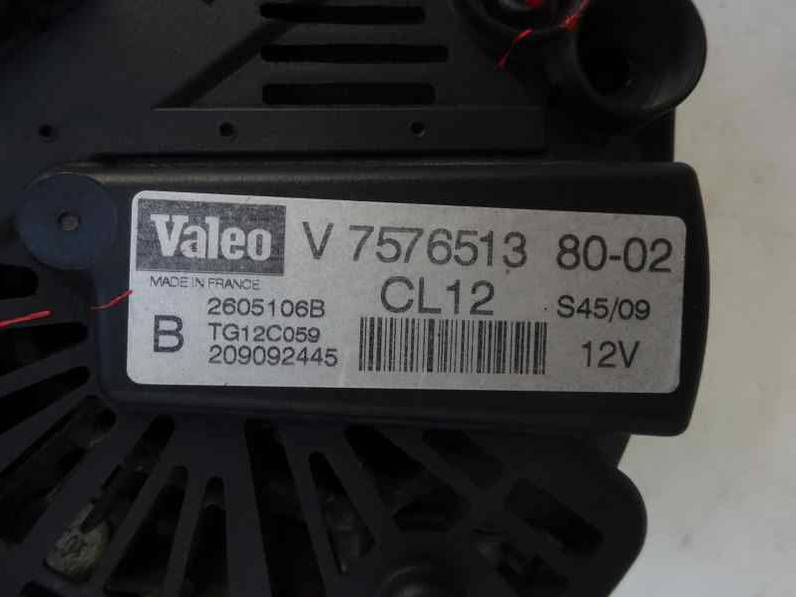 Valeo V 7576513 80-02
MADE IN FRANCE
CL12
2605106B
S45/09
B TG12C059
209092445
12V